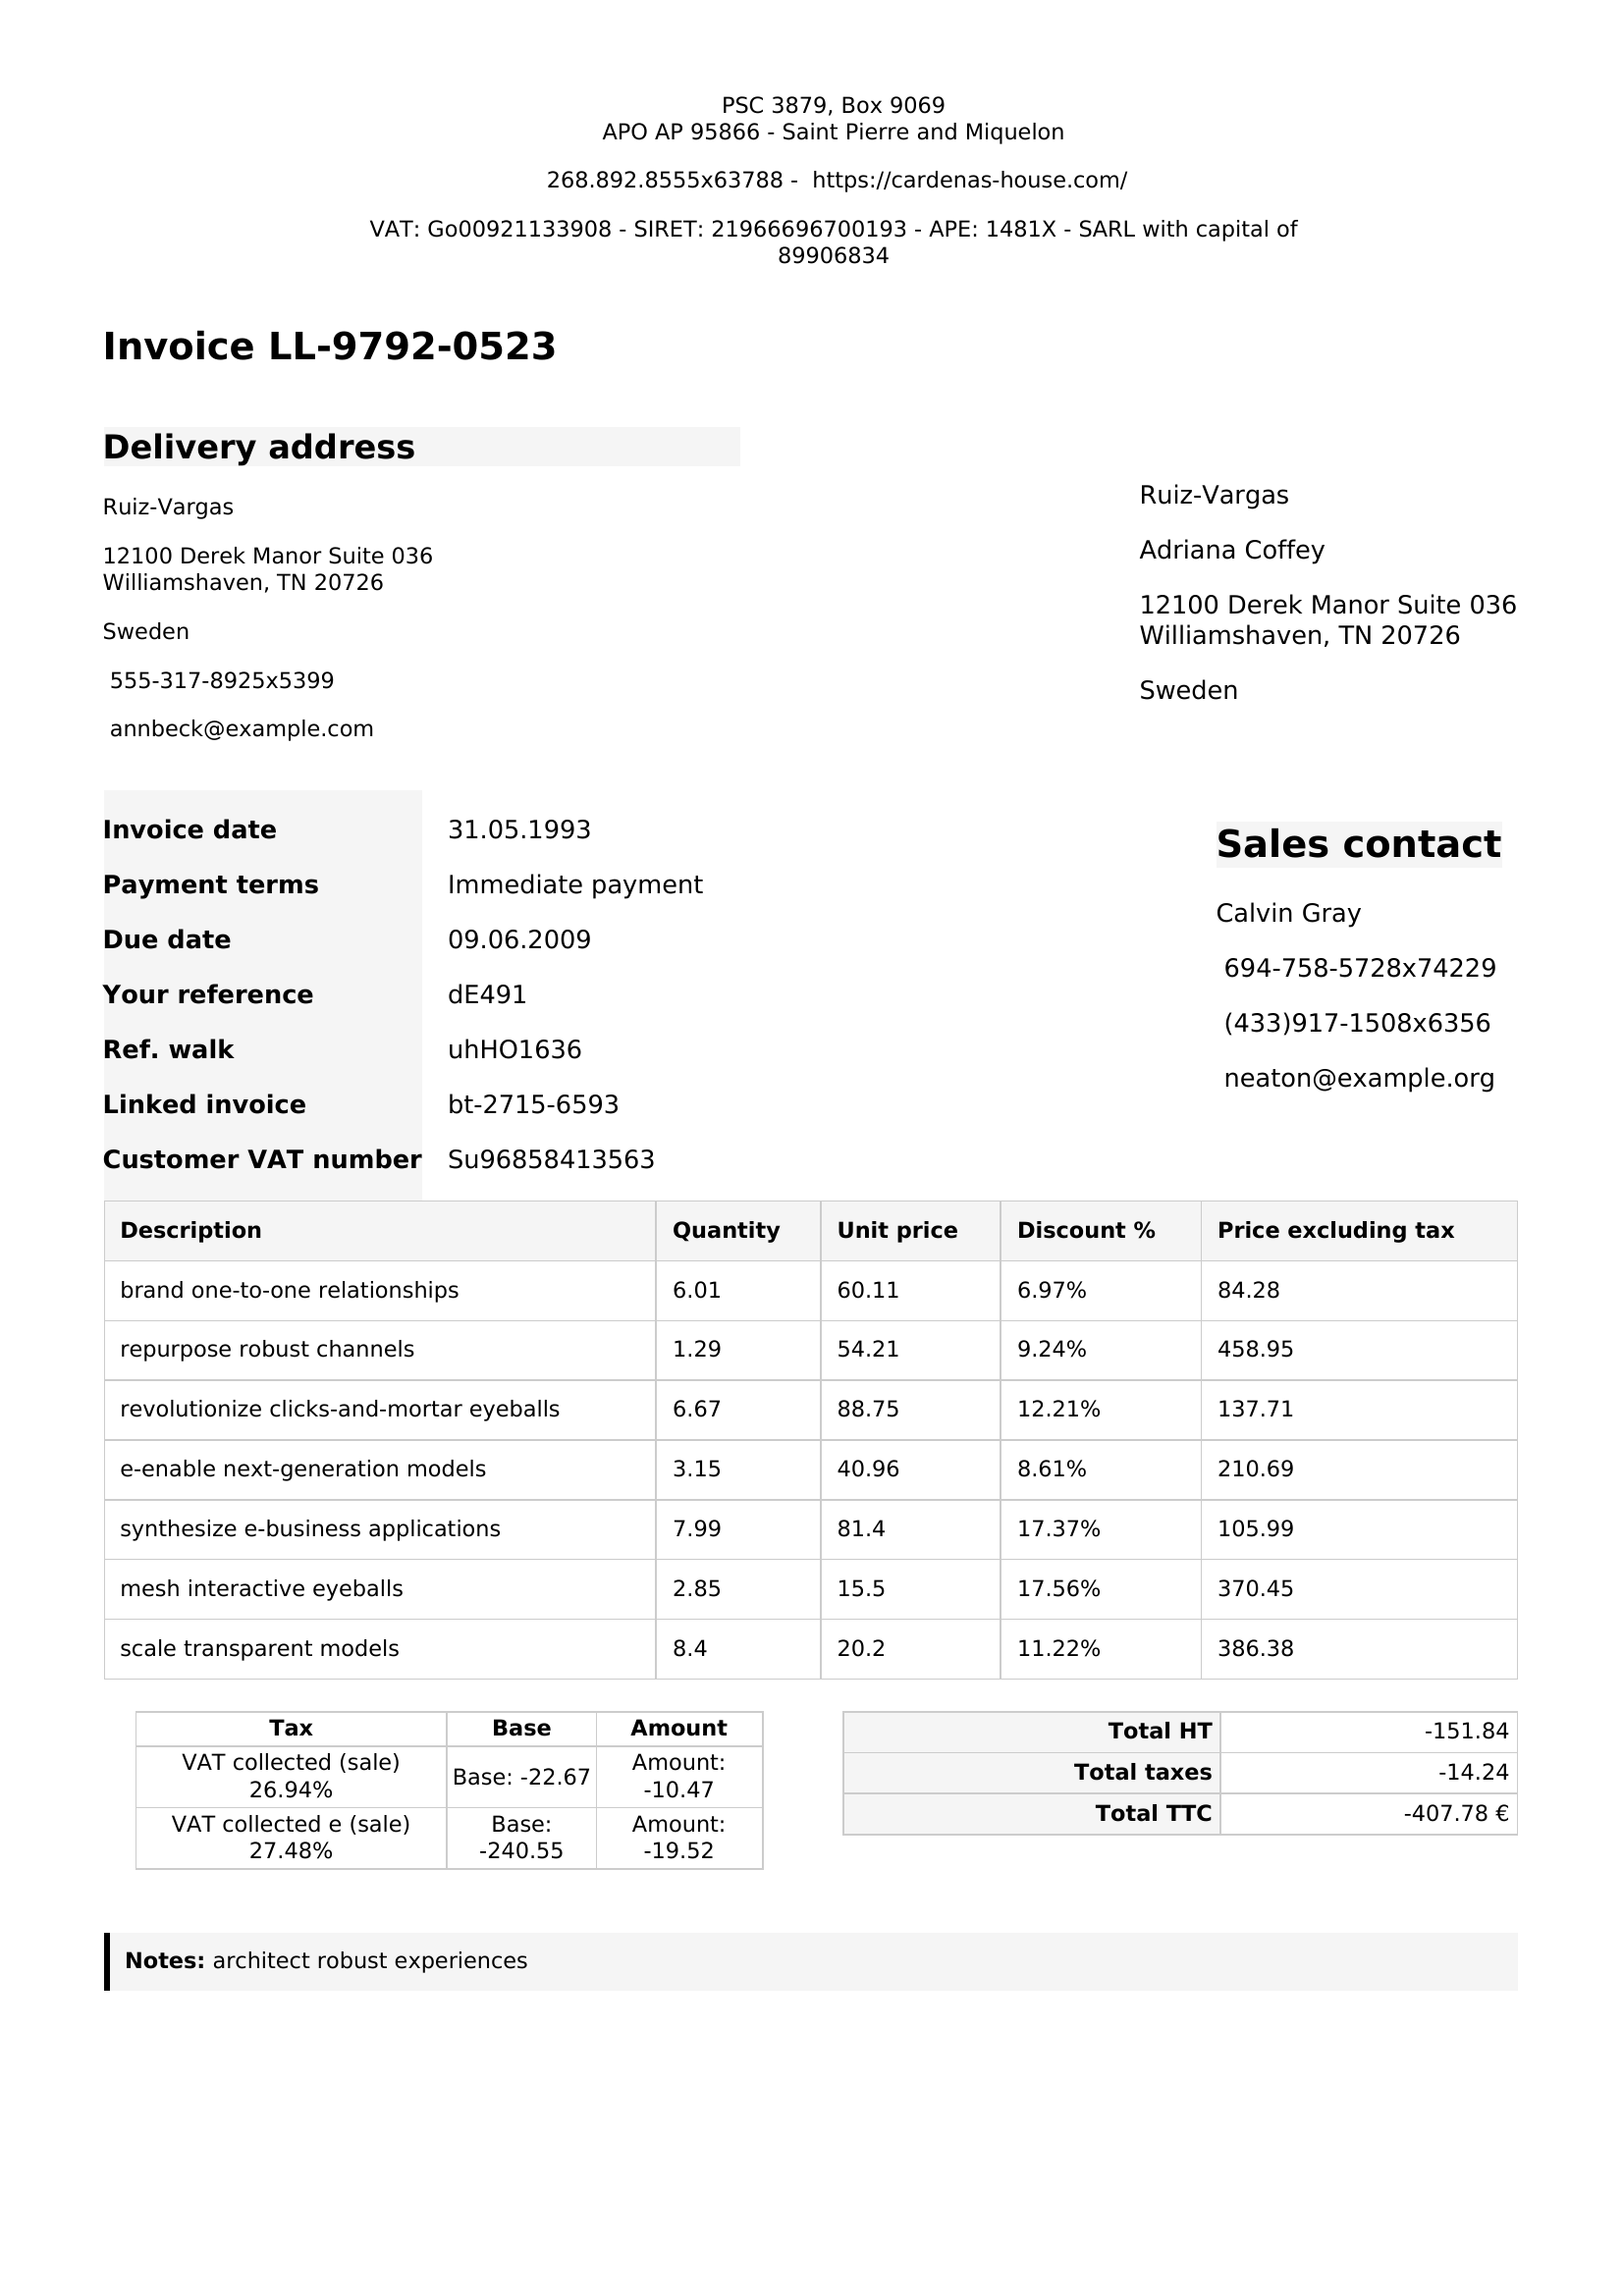 PSC 3879, Box 9069
APO AP 95866 - Saint Pierre and Miquelon
268.892.8555x63788 - https://cardenas-house.com/
VAT: Go00921133908 - SIRET: 21966696700193 - APE: 1481X - SARL with capital of
89906834
Invoice LL-9792-0523
Delivery address
Ruiz-Vargas
12100 Derek Manor Suite 036
Williamshaven, TN 20726
Sweden
555-317-8925x5399
annbeck@example.com
Ruiz-Vargas
Adriana Coffey
12100 Derek Manor Suite 036
Williamshaven, TN 20726
Sweden
Invoice date 31.05.1993
Payment terms Immediate payment
Due date 09.06.2009
Your reference dE491
Ref. walk uhHO1636
Linked invoice bt-2715-6593
Customer VAT number Su96858413563
Sales contact
Calvin Gray
694-758-5728x74229
(433)917-1508x6356
neaton@example.org
Description Quantity Unit price Discount % Price excluding tax
brand one-to-one relationships 6.01 60.11 6.97% 84.28
repurpose robust channels 1.29 54.21 9.24% 458.95
revolutionize clicks-and-mortar eyeballs 6.67 88.75 12.21% 137.71
e-enable next-generation models 3.15 40.96 8.61% 210.69
synthesize e-business applications 7.99 81.4 17.37% 105.99
mesh interactive eyeballs 2.85 15.5 17.56% 370.45
scale transparent models 8.4 20.2 11.22% 386.38
Tax Base Amount
VAT collected (sale)
26.94%
Base: -22.67
Amount:
-10.47
VAT collected e (sale)
27.48%
Base:
-240.55
Amount:
-19.52
Total HT -151.84
Total taxes -14.24
Total TTC -407.78 €
Notes: architect robust experiences